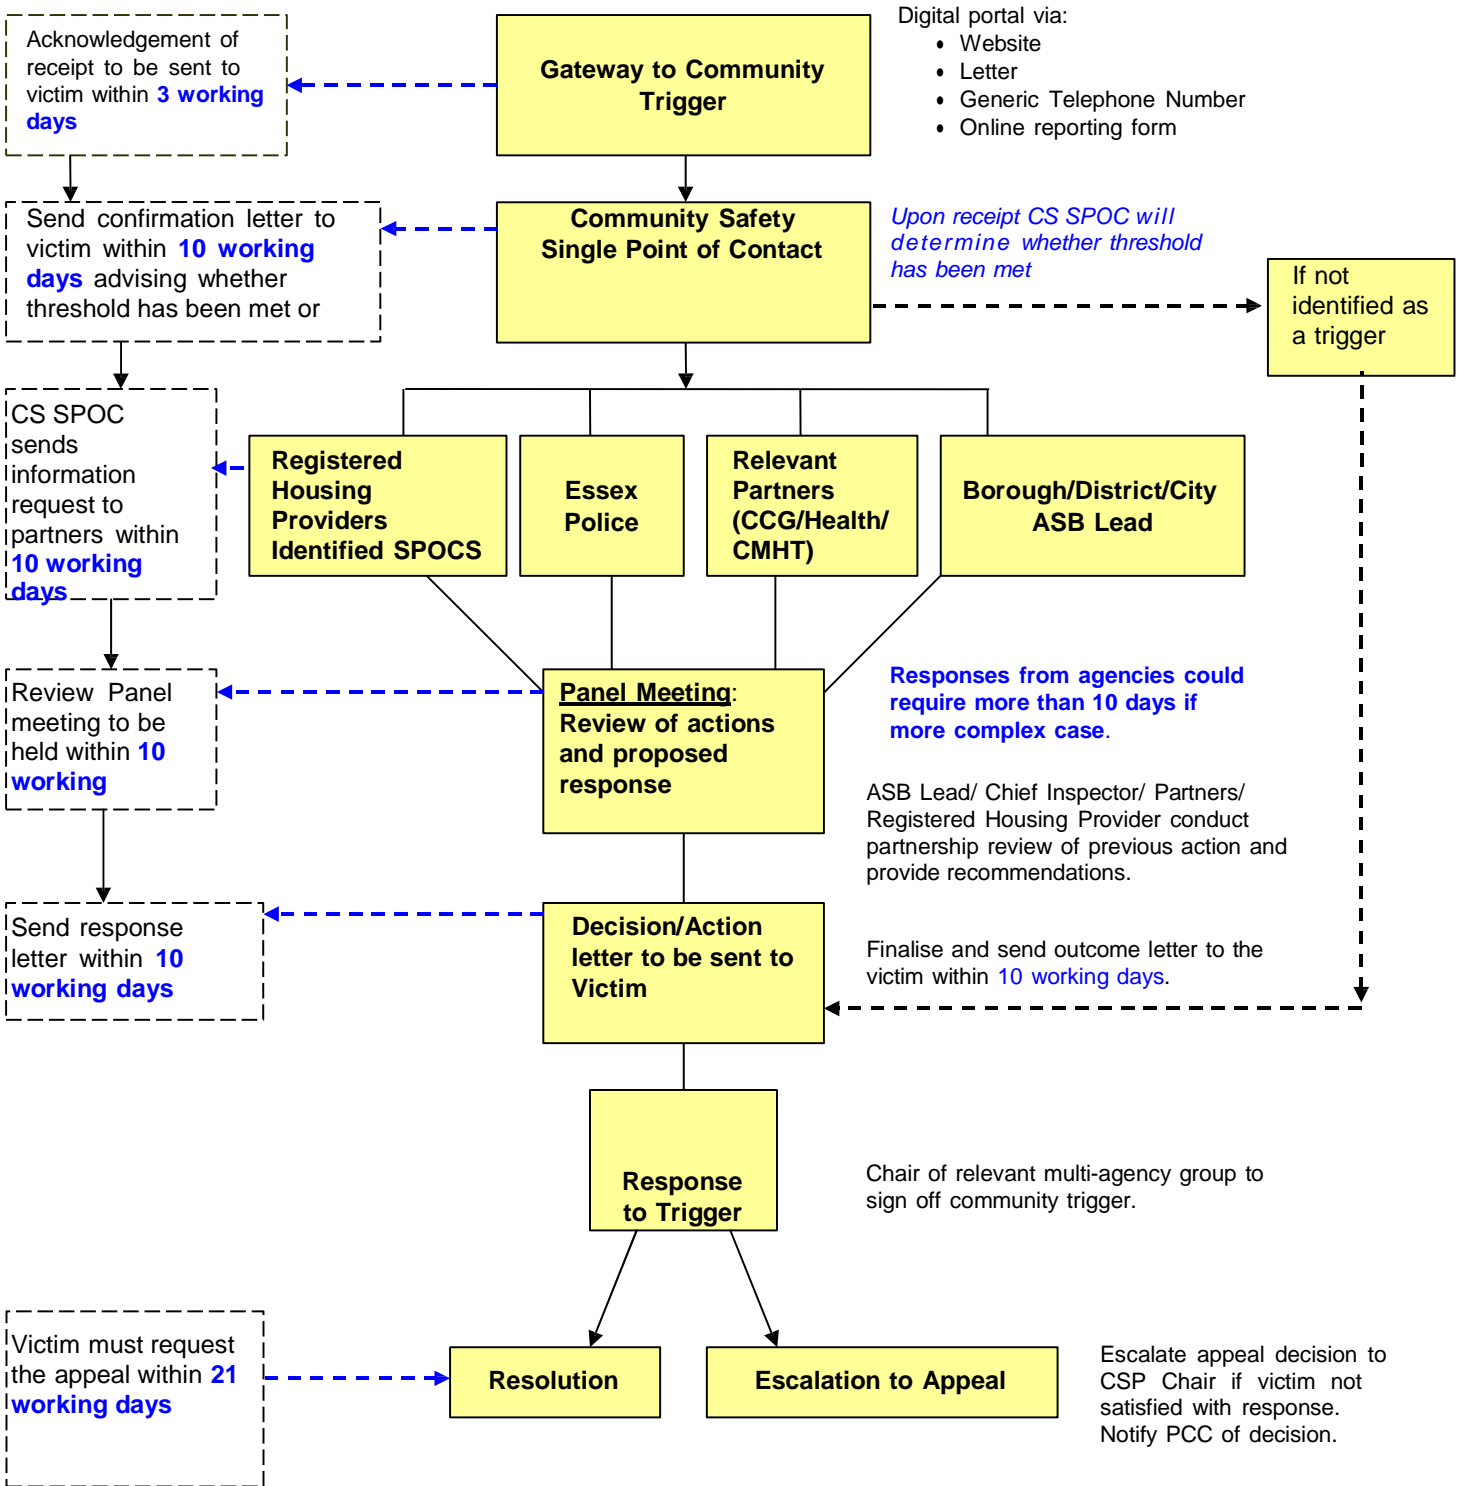 Acknowledgement of
receipt to be sent to
victim within 3 working
days
Gateway to Community
Trigger
Digital portal via:
• Website
• Letter
• Generic Telephone Number
• Online reporting form
Send confirmation letter to
victim within 10 working
days advising whether
threshold has been met or
Community Safety
Single Point of Contact
Upon receipt CS SPOC will
determine whether threshold
has been met
If not
identified as
a trigger
CS SPOC
sends
information
request to
partners within
10 working
days
Registered
Housing
Providers
Identified SPOCS
Essex
Police
Relevant
Partners
(CCG/Health/
CMHT)
Borough/District/City
ASB Lead
Review Panel
meeting to be
held within 10
working
Panel Meeting:
Review of actions
and proposed
response
Responses from agencies could
require more than 10 days if
more complex case.
ASB Lead/ Chief Inspector/ Partners/
Registered Housing Provider conduct
partnership review of previous action and
provide recommendations.
Send response
letter within 10
working days
Decision/Action
letter to be sent to
Victim
Finalise and send outcome letter to the
victim within 10 working days.
Response
to Trigger
Chair of relevant multi-agency group to
sign off community trigger.
Victim must request
the appeal within 21
working days
Resolution
Escalation to Appeal
Escalate appeal decision to
CSP Chair if victim not
satisfied with response.
Notify PCC of decision.